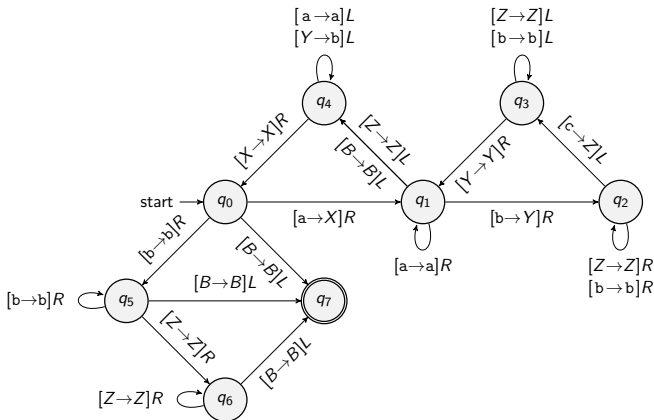 [a→a]L
[Y→b]L
[Z→Z]L
[b→b]L
q4
q3
[X→X]R
[Z→Z]L
[B→B]L
[Y→Y]R
[c→Z]L
start
q0
q1
q2
[a→X]R
[b→Y]R
[b→b]R
[B→B]L
[a→a]R
[Z→Z]R
[b→b]R
[b→b]R
q5
[B→B]L
q7
[Z→Z]R
[B→B]L
[Z→Z]R
q6